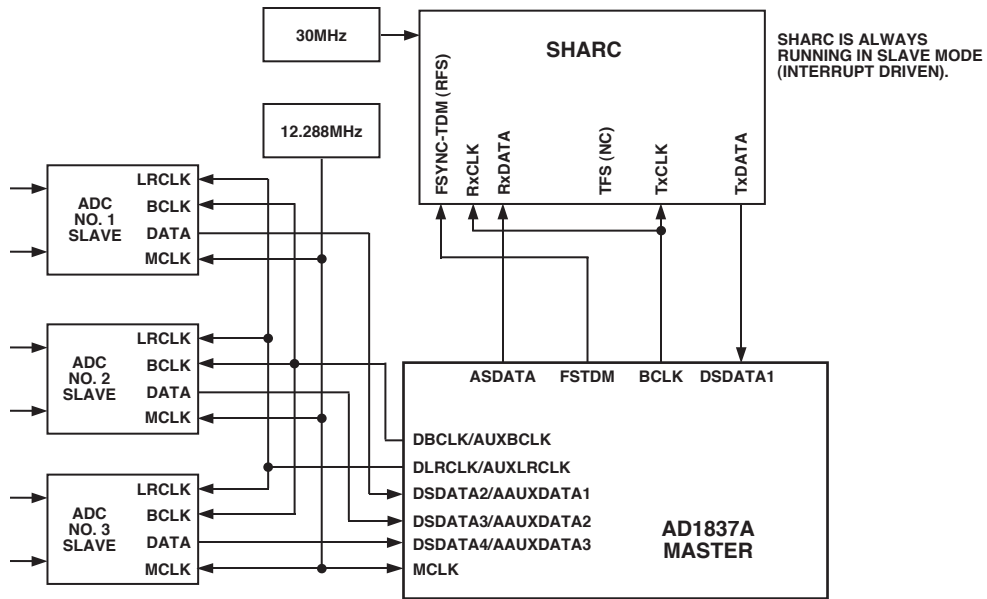 30MHz
12.288MHz
SHARC
SHARC IS ALWAYS
RUNNING IN SLAVE MODE
(INTERRUPT DRIVEN).
FSYNC-TDM (RFS)
RxCLK
RxDATA
TFS (NC)
TxCLK
TxDATA
ADC
NO. 1
SLAVE
LRCLK
BCLK
DATA
MCLK
ADC
NO. 2
SLAVE
LRCLK
BCLK
DATA
MCLK
ADC
NO. 3
SLAVE
LRCLK
BCLK
DATA
MCLK
ASDATA FSTDM BCLK DSDATA1
DBCLK/AUXBCLK
DLRCLK/AUXLRCLK
DSDATA2/AAUXDATA1
DSDATA3/AAUXDATA2
DSDATA4/AAUXDATA3
MCLK
AD1837A
MASTER